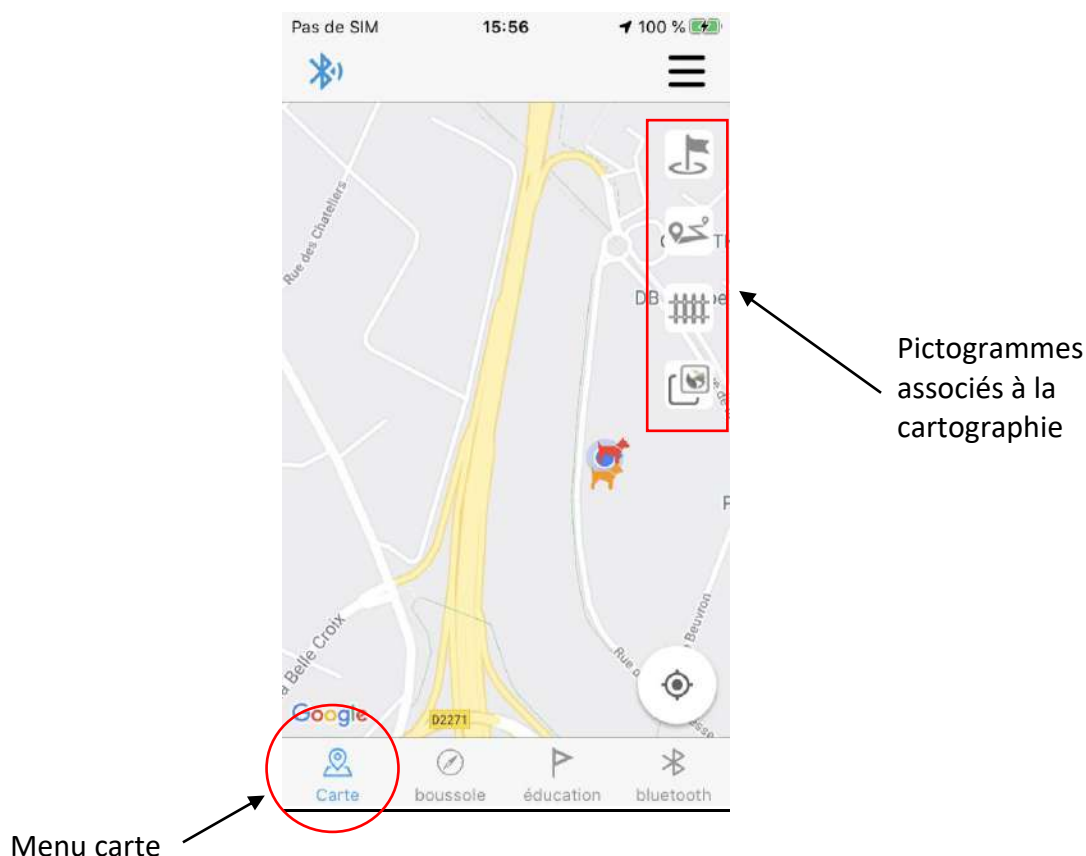 Pas de SIM 15:56 100 %
Rue des Chatelliers
DB
Pictogrammes
associés à la
cartographie
Belle Croix
Beuvron
Rue
Google
D2271
Carte boussole éducation bluetooth
Menu carte